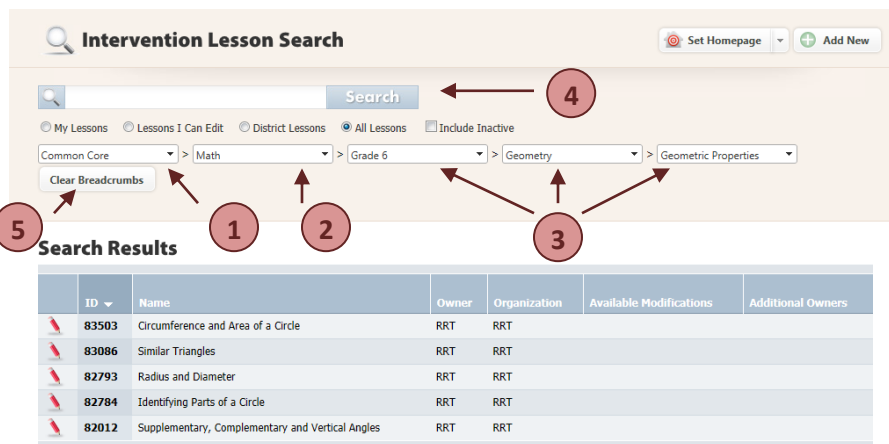 Intervention Lesson Search
Set Homepage
Add New
Search
4
My Lessons Lessons I Can Edit District Lessons All Lessons Include Inactive
Common Core > Math > Grade 6 > Geometry > Geometric Properties
Clear Breadcrumbs
5
1
2
3
Search Results
ID Name Owner Organization Available Modifications Additional Owners
83503 Circumference and Area of a Circle RRT RRT
83086 Similar Triangles RRT RRT
82793 Radius and Diameter RRT RRT
82784 Identifying Parts of a Circle RRT RRT
82012 Supplementary, Complementary and Vertical Angles RRT RRT